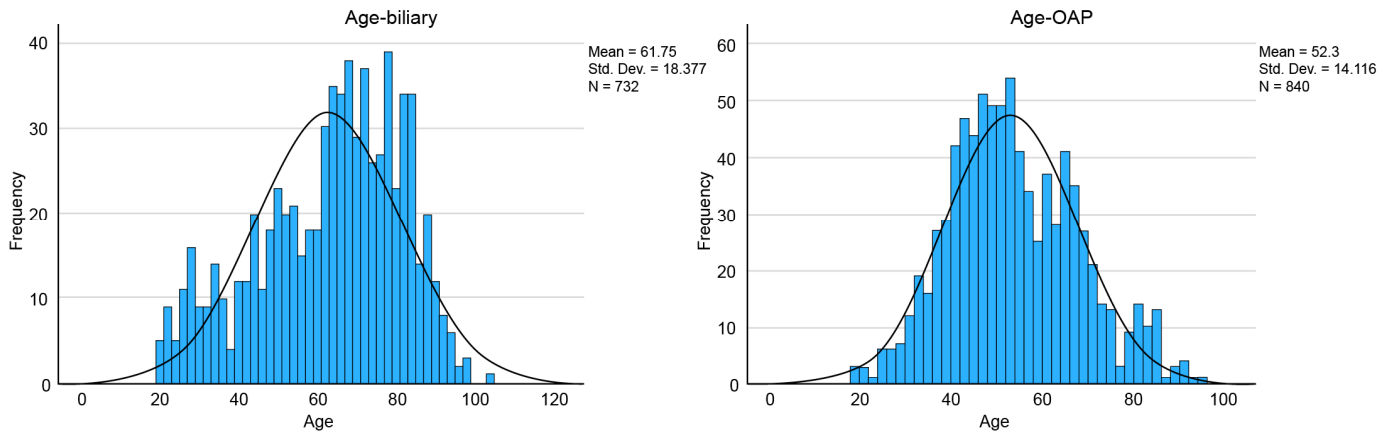 Age-biliary
Mean = 61.75
Std. Dev. = 18.377
N = 732
Frequency
40
30
20
10
0
0 20 40 60 80 100 120
Age
Age-OAP
Mean = 52.3
Std. Dev. = 14.116
N = 840
Frequency
60
50
40
30
20
10
0
0 20 40 60 80 100
Age